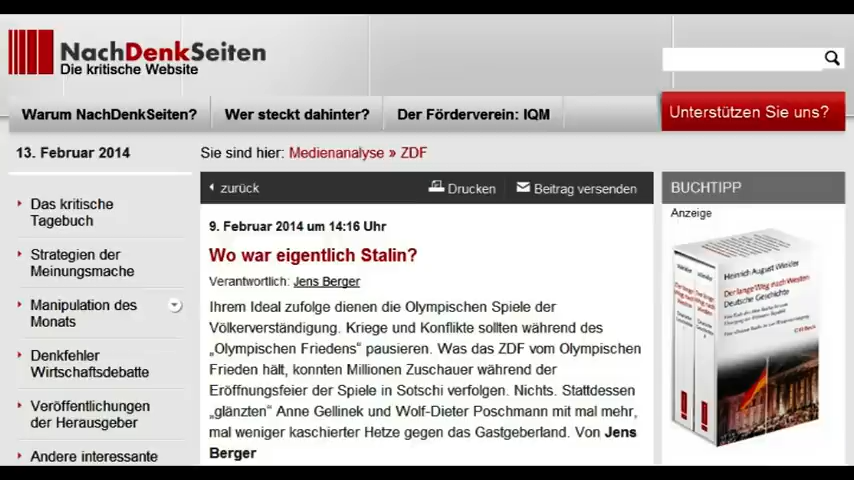 NachDenkSeiten
Die kritische Website
Warum NachDenkSeiten?
Wer steckt dahinter?
Der Förderverein: IQM
Unterstützen Sie uns?
13. Februar 2014
Sie sind hier: Medienanalyse » ZDF
Das kritische
Tagebuch
Strategien der
Meinungsmache
Manipulation des
Monats
Denkfehler
Wirtschaftsdebatte
Veröffentlichungen
der Herausgeber
Andere interessante
zurück
Drucken
Beitrag versenden
9. Februar 2014 um 14:16 Uhr
Wo war eigentlich Stalin?
Verantwortlich: Jens Berger
Ihrem Ideal zufolge dienen die Olympischen Spiele der
Völkerverständigung. Kriege und Konflikte sollten während des
„Olympischen Friedens“ pausieren. Was das ZDF vom Olympischen
Frieden hält, konnten Millionen Zuschauer während der
Eröffnungsfeier der Spiele in Sotschi verfolgen. Nichts. Stattdessen
„glänzten“ Anne Gellinek und Wolf-Dieter Poschmann mit mal mehr,
mal weniger kaschierter Hetze gegen das Gastgeberland. Von Jens
Berger
BUCHTIPP
Anzeige
Heinrich August Winkler
Der lange Weg nach Westen
Deutsche Geschichte